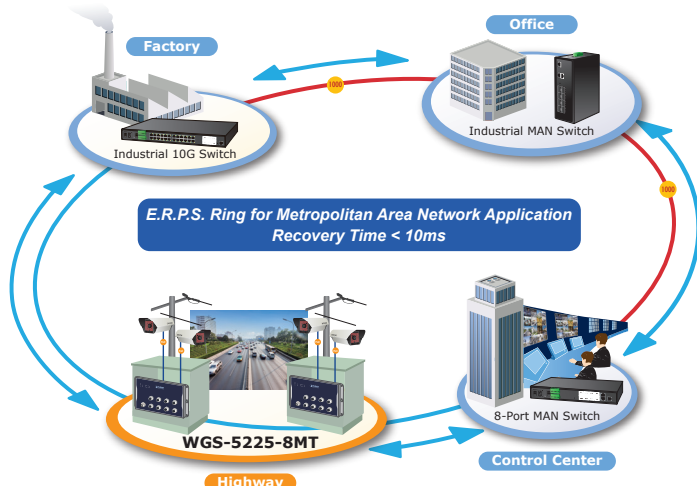 Factory
Office
1000
Industrial 10G Switch
Industrial MAN Switch
1000
E.R.P.S. Ring for Metropolitan Area Network Application
Recovery Time < 10ms
WGS-5225-8MT
8-Port MAN Switch
Highway
Control Center